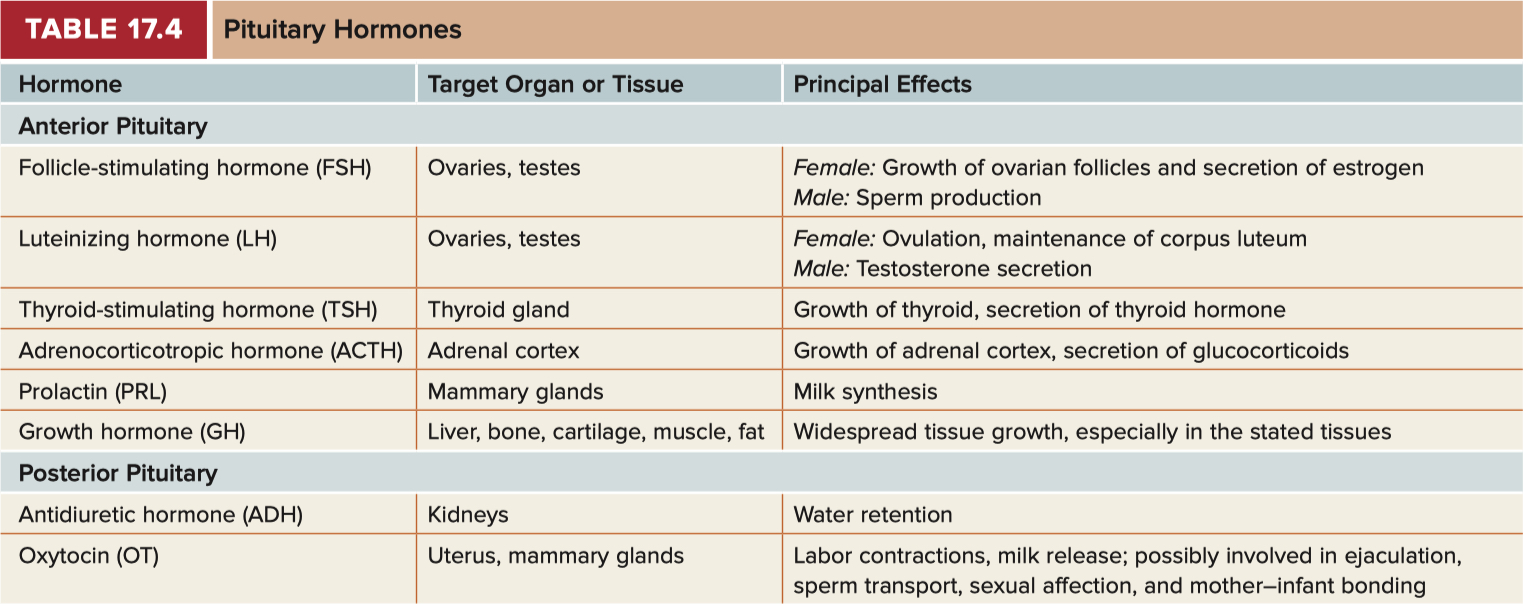 TABLE 17.4 Pituitary Hormones
Hormone Target Organ or Tissue Principal Effects
Anterior Pituitary
Follicle-stimulating hormone (FSH) Ovaries, testes Female: Growth of ovarian follicles and secretion of estrogen
Male: Sperm production
Luteinizing hormone (LH) Ovaries, testes Female: Ovulation, maintenance of corpus luteum
Male: Testosterone secretion
Thyroid-stimulating hormone (TSH) Thyroid gland Growth of thyroid, secretion of thyroid hormone
Adrenocorticotropic hormone (ACTH) Adrenal cortex Growth of adrenal cortex, secretion of glucocorticoids
Prolactin (PRL) Mammary glands Milk synthesis
Growth hormone (GH) Liver, bone, cartilage, muscle, fat Widespread tissue growth, especially in the stated tissues
Posterior Pituitary
Antidiuretic hormone (ADH) Kidneys Water retention
Oxytocin (OT) Uterus, mammary glands Labor contractions, milk release; possibly involved in ejaculation,
sperm transport, sexual affection, and mother–infant bonding